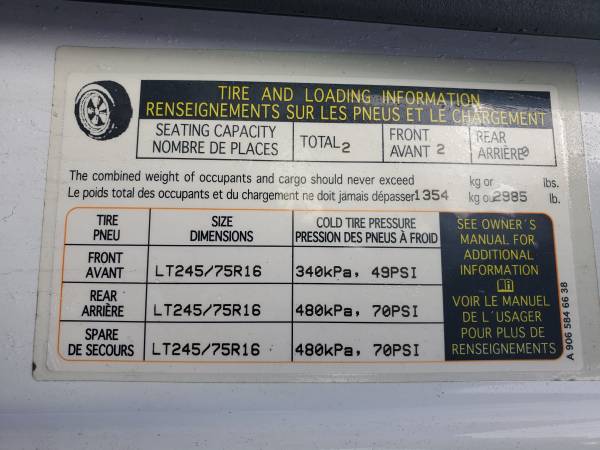 TIRE AND LOADING INFORMATION
RENSEIGNEMENTS SUR LES PNEUS ET LE CHARGEMENT
SEATING CAPACITY
NOMBRE DE PLACES
TOTAL 2
FRONT
AVANT 2
REAR
ARRIÈRE 0
The combined weight of occupants and cargo should never exceed kg or lbs.
Le poids total des occupants et du chargement ne doit jamais dépasser 1354 kg ou 2985 lb.
TIRE
PNEU
SIZE
DIMENSIONS
COLD TIRE PRESSURE
PRESSION DES PNEUS À FROID
FRONT
AVANT
LT245/75R16
340kPa, 49PSI
REAR
ARRIÈRE
LT245/75R16
480kPa, 70PSI
SPARE
DE SECOURS
LT245/75R16
480kPa, 70PSI
SEE OWNER'S
MANUAL FOR
ADDITIONAL
INFORMATION
VOIR LE MANUEL
DE L'USAGER
POUR PLUS DE
RENSEIGNEMENTS
A 906 584 66 38